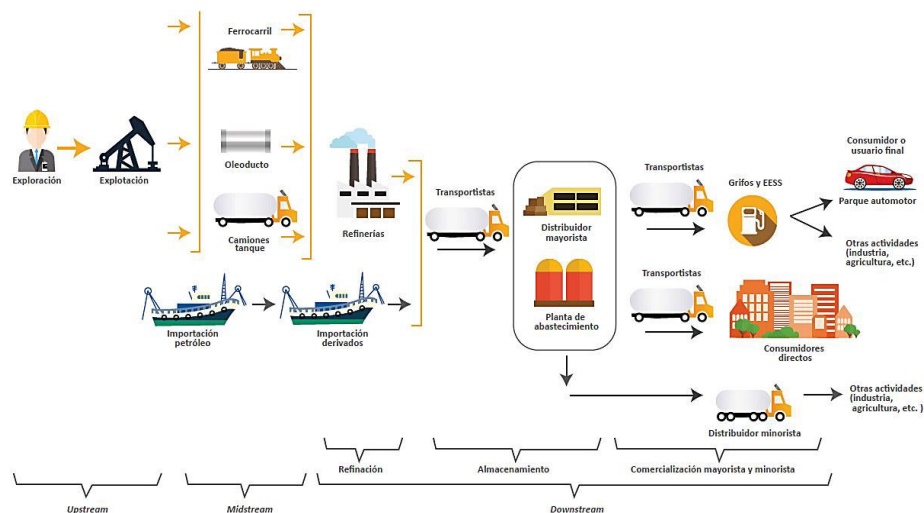 Ferrocarril
Exploración
Explotación
Oleoducto
Camiones
tanque
Importación
petróleo
Importación
derivados
Refinerías
Transportistas
Distribuidor
mayorista
Planta de
abastecimiento
Transportistas
Grifos y EESS
Consumidor o
usuario final
Parque automotor
Otras actividades
(industria,
agricultura, etc.)
Transportistas
Consumidores
directos
Distribuidor minorista
Otras actividades
(industria,
agricultura, etc. )
Refinación
Almacenamiento
Comercialización mayorista y minorista
Upstream
Midstream
Downstream